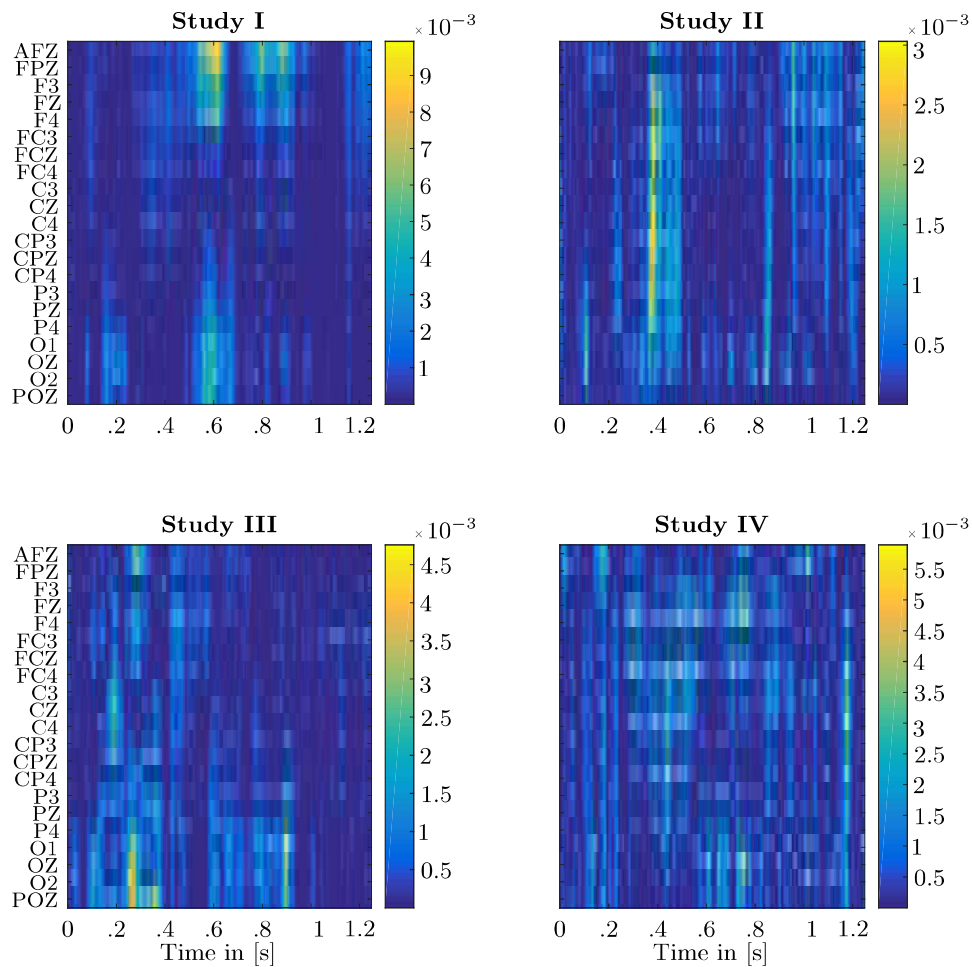 Study I
× 10⁻³
AFZ
FPZ
F3
FZ
F4
FC3
FCZ
FC4
C3
CZ
C4
CP3
CPZ
CP4
P3
PZ
P4
O1
OZ
O2
POZ
0 .2 .4 .6 .8 1 1.2
9
8
7
6
5
4
3
2
1
Study II
× 10⁻³
0 .2 .4 .6 .8 1 1.2
3
2.5
2
1.5
1
0.5
Study III
× 10⁻³
AFZ
FPZ
F3
FZ
F4
FC3
FCZ
FC4
C3
CZ
C4
CP3
CPZ
CP4
P3
PZ
P4
O1
OZ
O2
POZ
0 .2 .4 .6 .8 1 1.2
Time in [s]
4.5
4
3.5
3
2.5
2
1.5
1
0.5
Study IV
× 10⁻³
0 .2 .4 .6 .8 1 1.2
Time in [s]
5.5
5
4.5
4
3.5
3
2.5
2
1.5
1
0.5